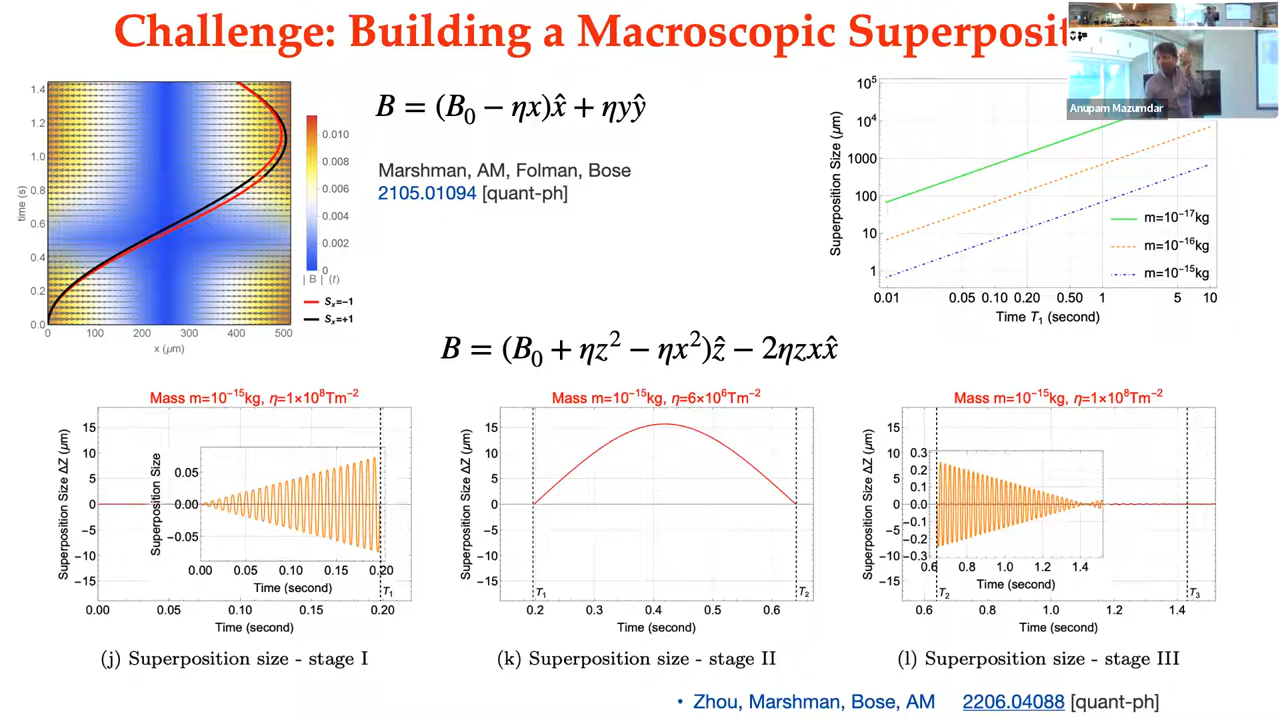 Challenge: Building a Macroscopic Superposit
Anupam Mazumdar
B = (B₀ − ηx)x̂ + ηyŷ
Marshman, AM, Folman, Bose
2105.01094 [quant-ph]
time (s)
1.4
1.2
1.0
0.8
0.6
0.4
0.2
0.0
0 100 200 300 400 500
x (μm)
0.010
0.008
0.006
0.004
0.002
0
| B | (t)
Sx=-1
Sx=+1
Superposition Size (μm)
10⁵
10⁴
1000
100
10
1
m=10⁻¹⁷kg
m=10⁻¹⁶kg
m=10⁻¹⁵kg
0.01 0.05 0.10 0.20 0.50 1 5 10
Time T₁ (second)
B = (B₀ + ηz² − ηx²)ẑ − 2ηzxx̂
Mass m=10⁻¹⁵kg, η=1×10⁸Tm⁻²
Superposition Size ΔZ (μm)
15
10
5
0
−5
−10
−15
Superposition Size
0.05
0.00
−0.05
0.00 0.05 0.10 0.15 0.20
Time (second)
T₁
0.00 0.05 0.10 0.15 0.20
Time (second)
(j) Superposition size - stage I
Mass m=10⁻¹⁵kg, η=6×10⁶Tm⁻²
Superposition Size ΔZ (μm)
15
10
5
0
−5
−10
−15
T₁ T₂
0.2 0.3 0.4 0.5 0.6
Time (second)
(k) Superposition size - stage II
Mass m=10⁻¹⁵kg, η=1×10⁸Tm⁻²
Superposition Size ΔZ (μm)
15
10
5
0
−5
−10
−15
0.3
0.2
0.1
0.0
−0.1
−0.2
−0.3
0.6 0.8 1.0 1.2 1.4
Time (second)
T₂ T₃
0.6 0.8 1.0 1.2 1.4
Time (second)
(l) Superposition size - stage III
• Zhou, Marshman, Bose, AM 2206.04088 [quant-ph]